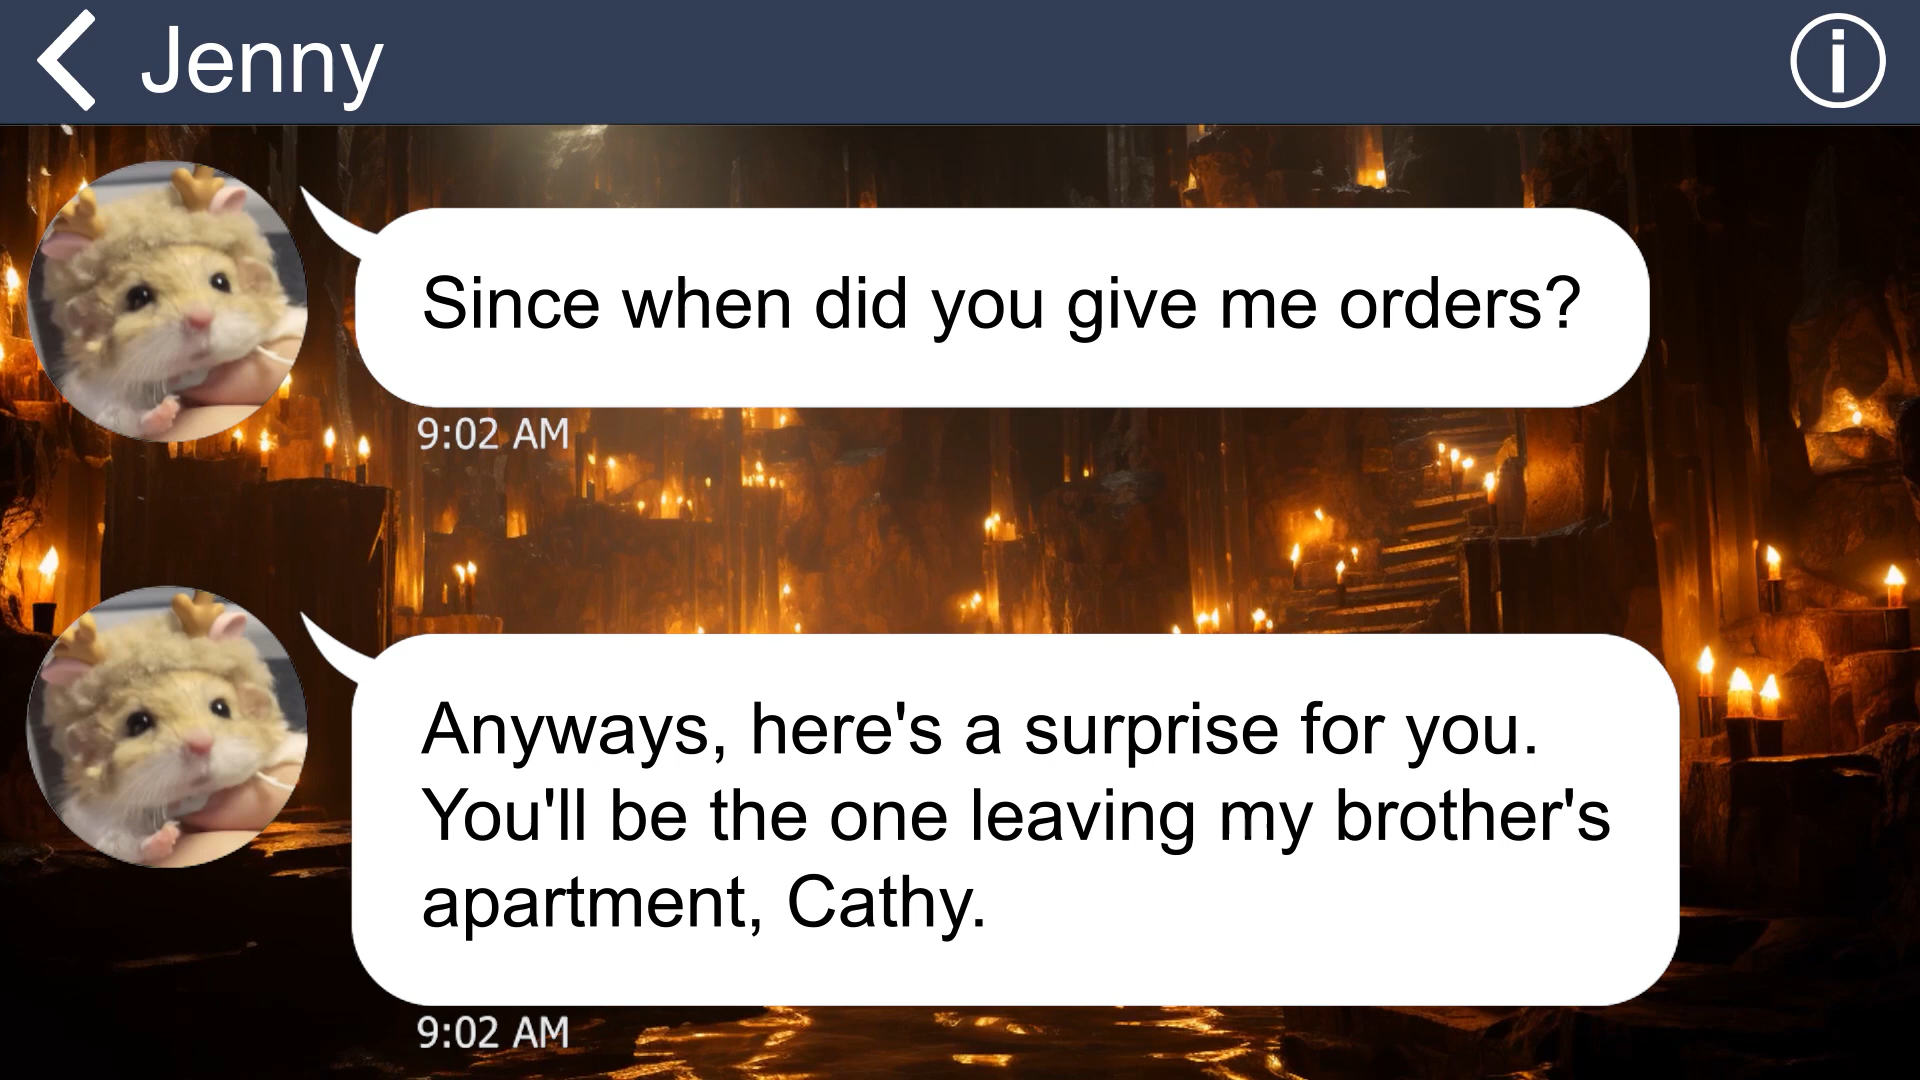 Jenny
Since when did you give me orders?
9:02 AM
Anyways, here's a surprise for you.
You'll be the one leaving my brother's
apartment, Cathy.
9:02 AM